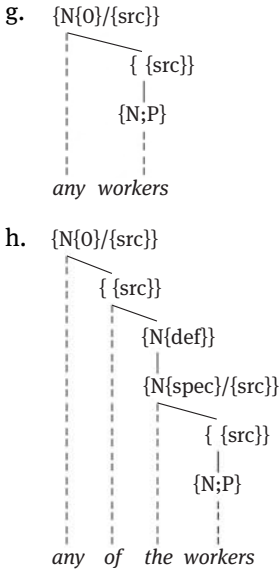 g. {N{0}/{src}}
{ {src}}
{N;P}
any workers
h. {N{0}/{src}}
{ {src}}
{N{def}}
{N{spec}/{src}}
{ {src}}
{N;P}
any of the workers